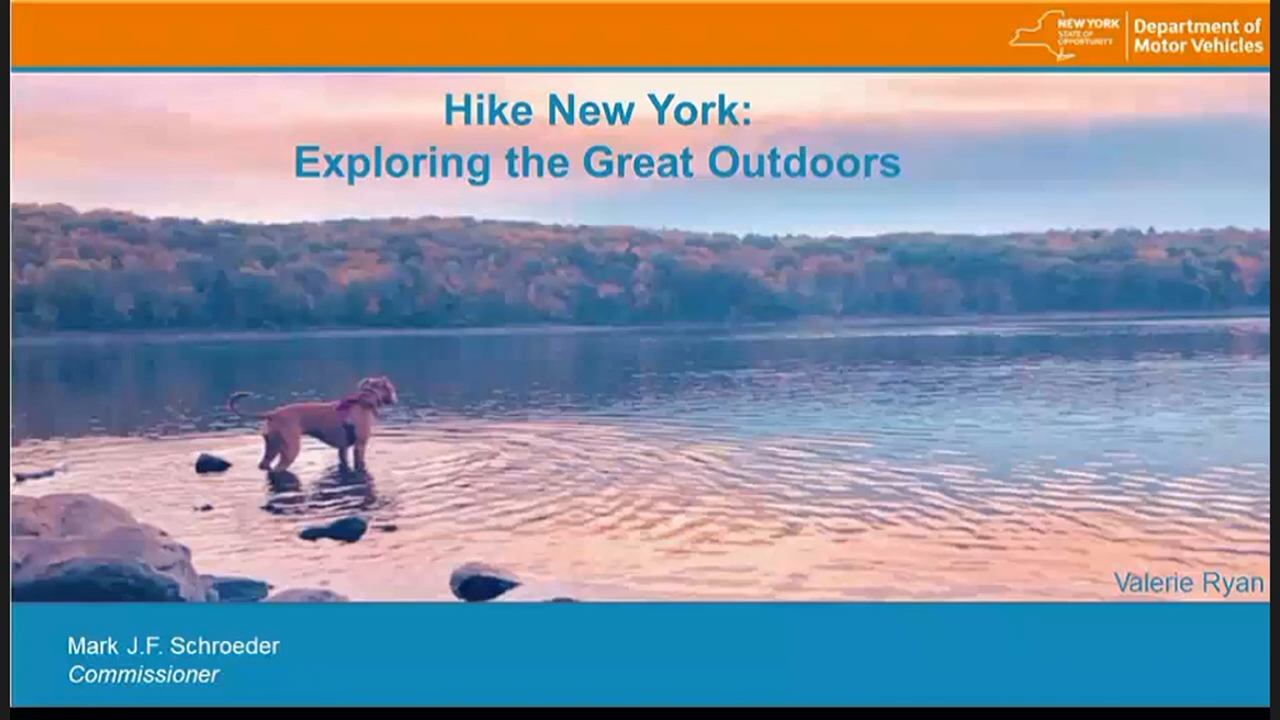 NEW YORK
STATE OF
OPPORTUNITY
Department of
Motor Vehicles
Hike New York:
Exploring the Great Outdoors
Valerie Ryan
Mark J.F. Schroeder
Commissioner